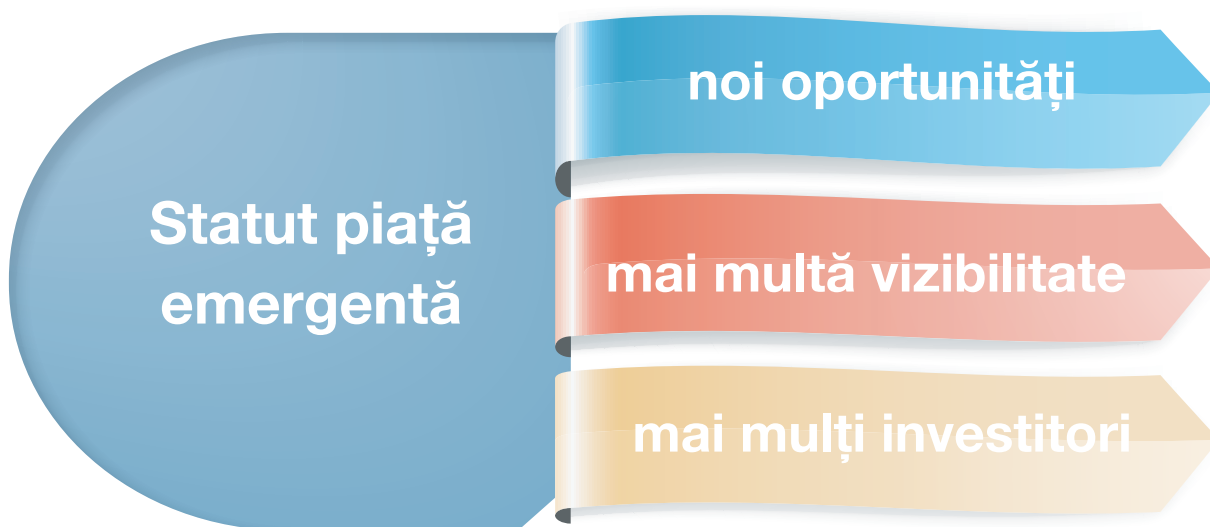 Statut piață
emergentă
noi oportunități
mai multă vizibilitate
mai mulți investitori